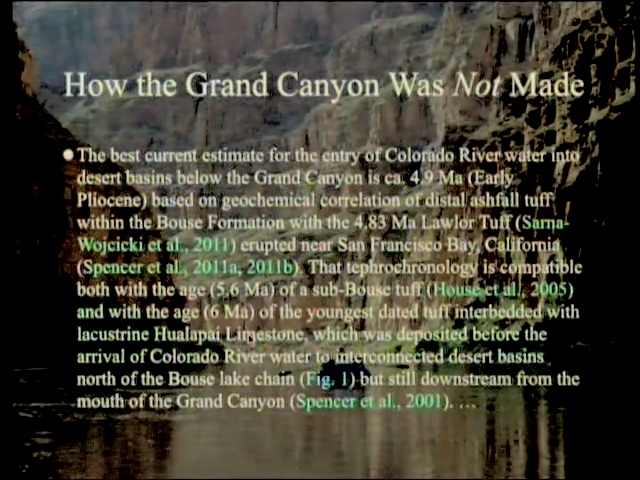 How the Grand Canyon Was Not Made
The best current estimate for the entry of Colorado River water into
desert basins below the Grand Canyon is ca. 4.9 Ma (Early
Pliocene) based on geochemical correlation of distal ashfall tuff
within the Bouse Formation with the 4.83 Ma Lawlor Tuff (Sarna-
Wojcicki et al., 2011) erupted near San Francisco Bay, California
(Spencer et al., 2011a, 2011b). That tephrochronology is compatible
both with the age (5.6 Ma) of a sub-Bouse tuff (House et al., 2005)
and with the age (6 Ma) of the youngest dated tuff interbedded with
lacustrine Hualapai Limestone, which was deposited before the
arrival of Colorado River water to interconnected desert basins
north of the Bouse lake chain (Fig. 1) but still downstream from the
mouth of the Grand Canyon (Spencer et al., 2001). …